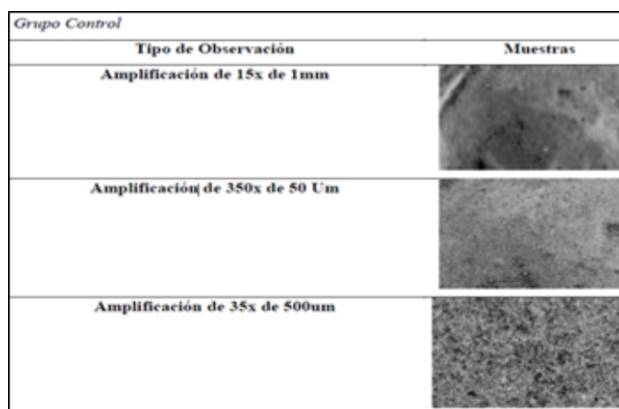 Grupo Control
Tipo de Observación Muestras
Amplificación de 15x de 1mm
Amplificación de 350x de 50 Um
Amplificación de 35x de 500um